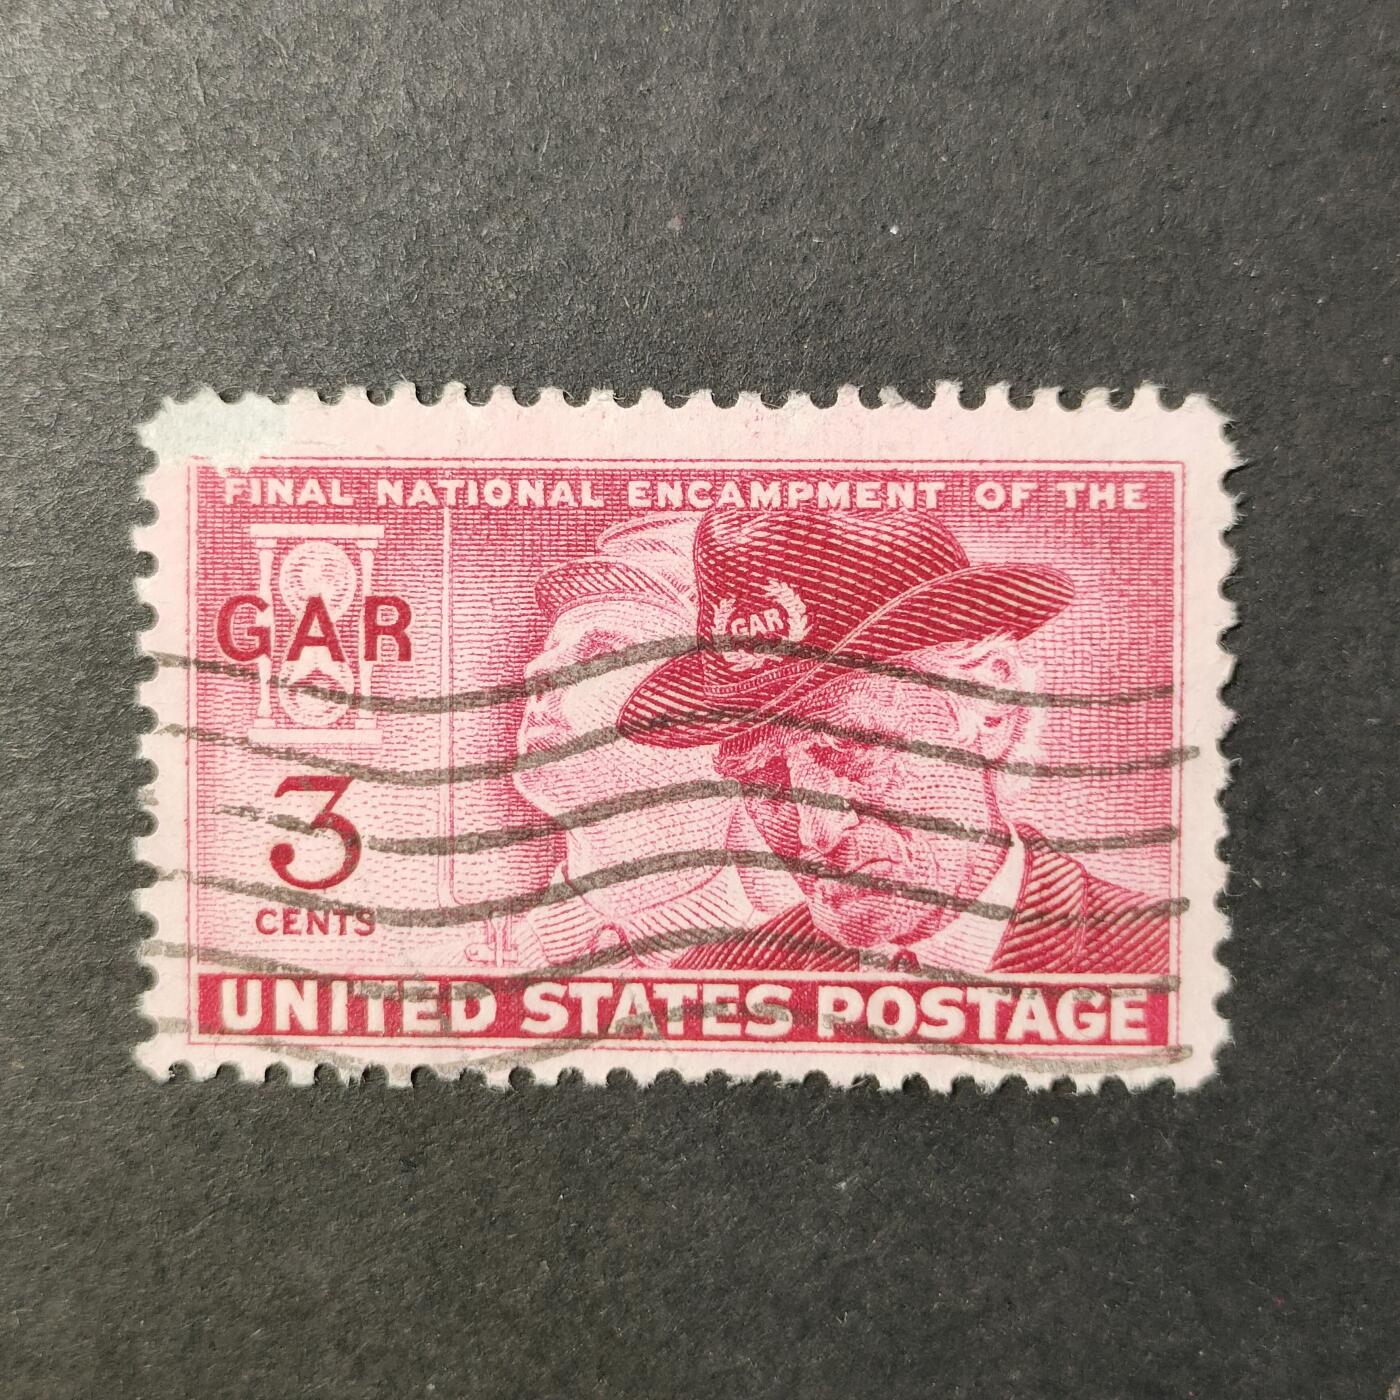 FINAL NATIONAL ENCAMPMENT OF THE
GAR
GAR
3
CENTS
UNITED STATES POSTAGE